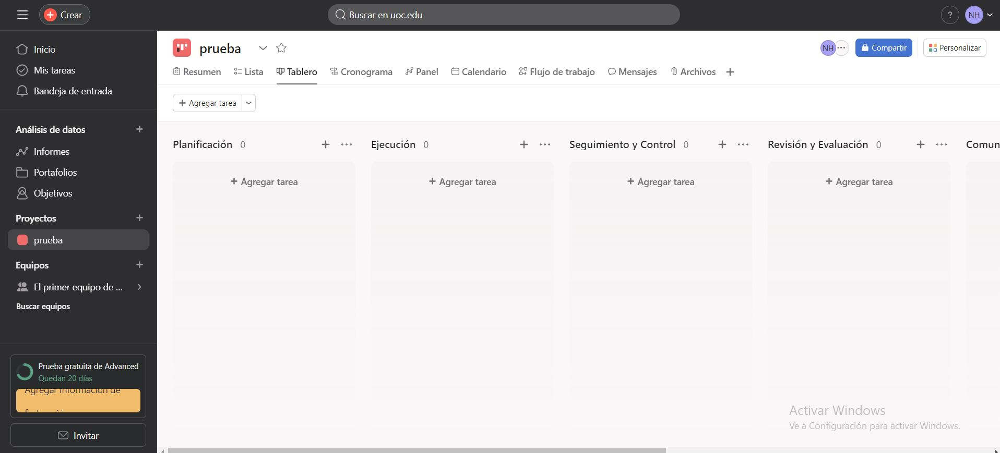 Crear
Buscar en uoc.edu
?
NH
Inicio
Mis tareas
Bandeja de entrada
Análisis de datos
Informes
Portafolios
Objetivos
Proyectos
prueba
Equipos
El primer equipo de ...
Buscar equipos
Prueba gratuita de Advanced
Quedan 20 días
Agregar información de
Invitar
prueba
NH
Compartir
Personalizar
Resumen Lista Tablero Cronograma Panel Calendario Flujo de trabajo Mensajes Archivos +
+ Agregar tarea
Planificación 0 + ...
Ejecución 0 + ...
Seguimiento y Control 0 + ...
Revisión y Evaluación 0 + ...
Comun
+ Agregar tarea
+ Agregar tarea
+ Agregar tarea
+ Agregar tarea
Activar Windows
Ve a Configuración para activar Windows.